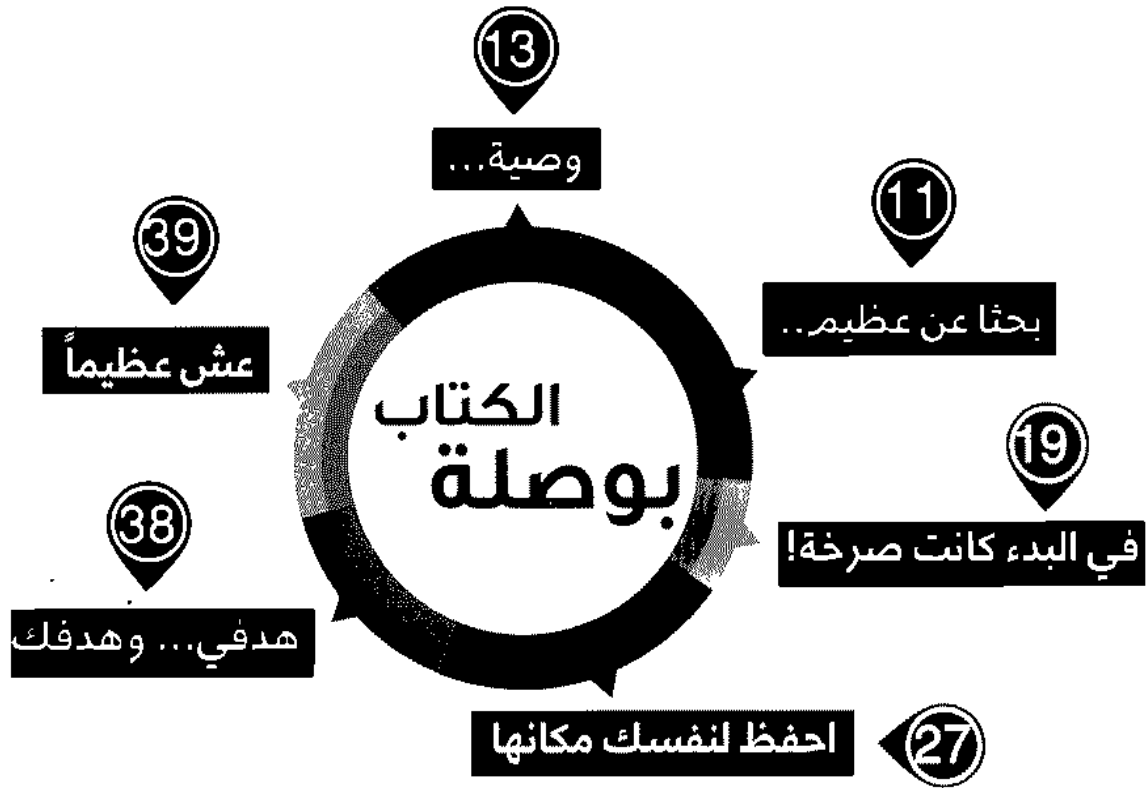 13
وصية...
11
بحثا عن عظيم..
39
عش عظيماً
الكتاب
بوصلة
19
في البدء كانت صرخة!
38
هدفي... وهدفك
احفظ لنفسك مكانها
27